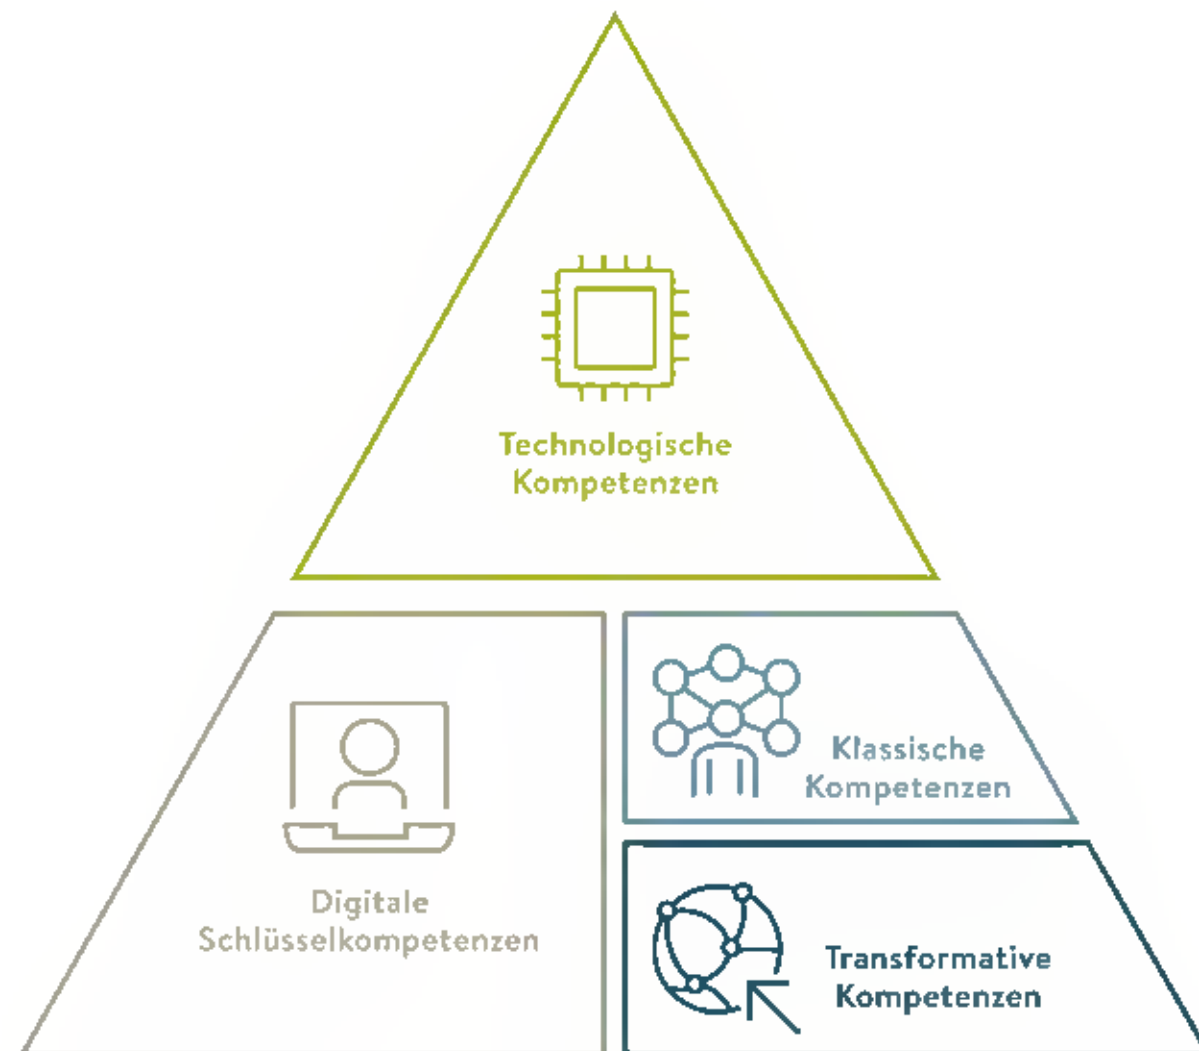 Technologische
Kompetenzen
Klassische
Kompetenzen
Digitale
Schlüsselkompetenzen
Transformative
Kompetenzen